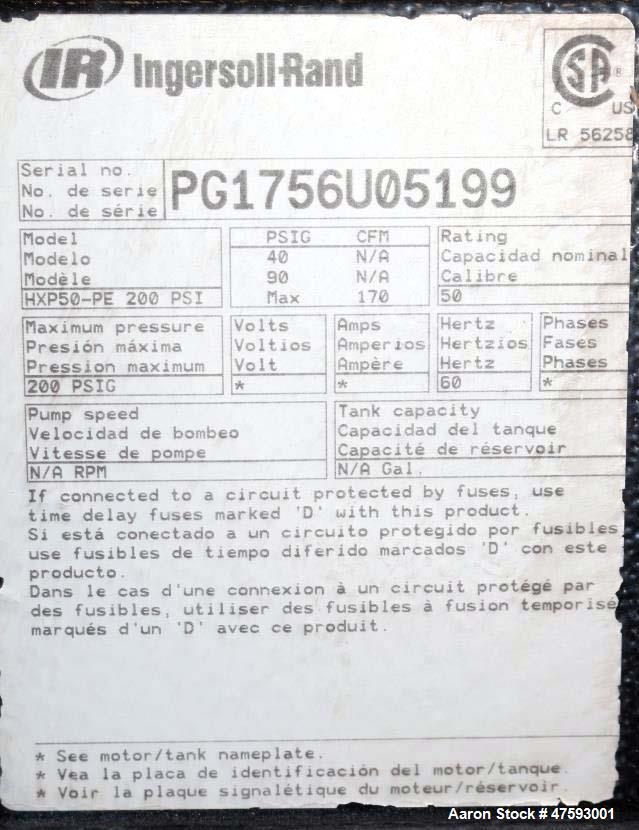 IR Ingersoll-Rand
CSA ®
C US
LR 56258
Serial no.
No. de serie
No. de série
PG1756U05199
Model
Modelo
Modèle
HXP50-PE 200 PSI
PSIG CFM
40 N/A
90 N/A
Max 170
Rating
Capacidad nominal
Calibre
50
Maximum pressure
Presión máxima
Pression maximum
200 PSIG
Volts
Voltios
Volt
*
Amps
Amperios
Ampère
*
Hertz
Hertzios
Hertz
60
Phases
Fases
Phases
*
Pump speed
Velocidad de bombeo
Vitesse de pompe
N/A RPM
Tank capacity
Capacidad del tanque
Capacité de réservoir
N/A Gal.
If connected to a circuit protected by fuses, use
time delay fuses marked 'D' with this product.
Si está conectado a un circuito protegido por fusibles
use fusibles de tiempo diferido marcados 'D' con este
producto.
Dans le cas d'une connexion à un circuit protégé par
des fusibles, utiliser des fusibles à fusion temporisé
marqués d'un 'D' avec ce produit.
* See motor/tank nameplate.
* Vea la placa de identificación del motor/tanque.
* Voir la plaque signalétique du moteur/réservoir.
Aaron Stock # 47593001